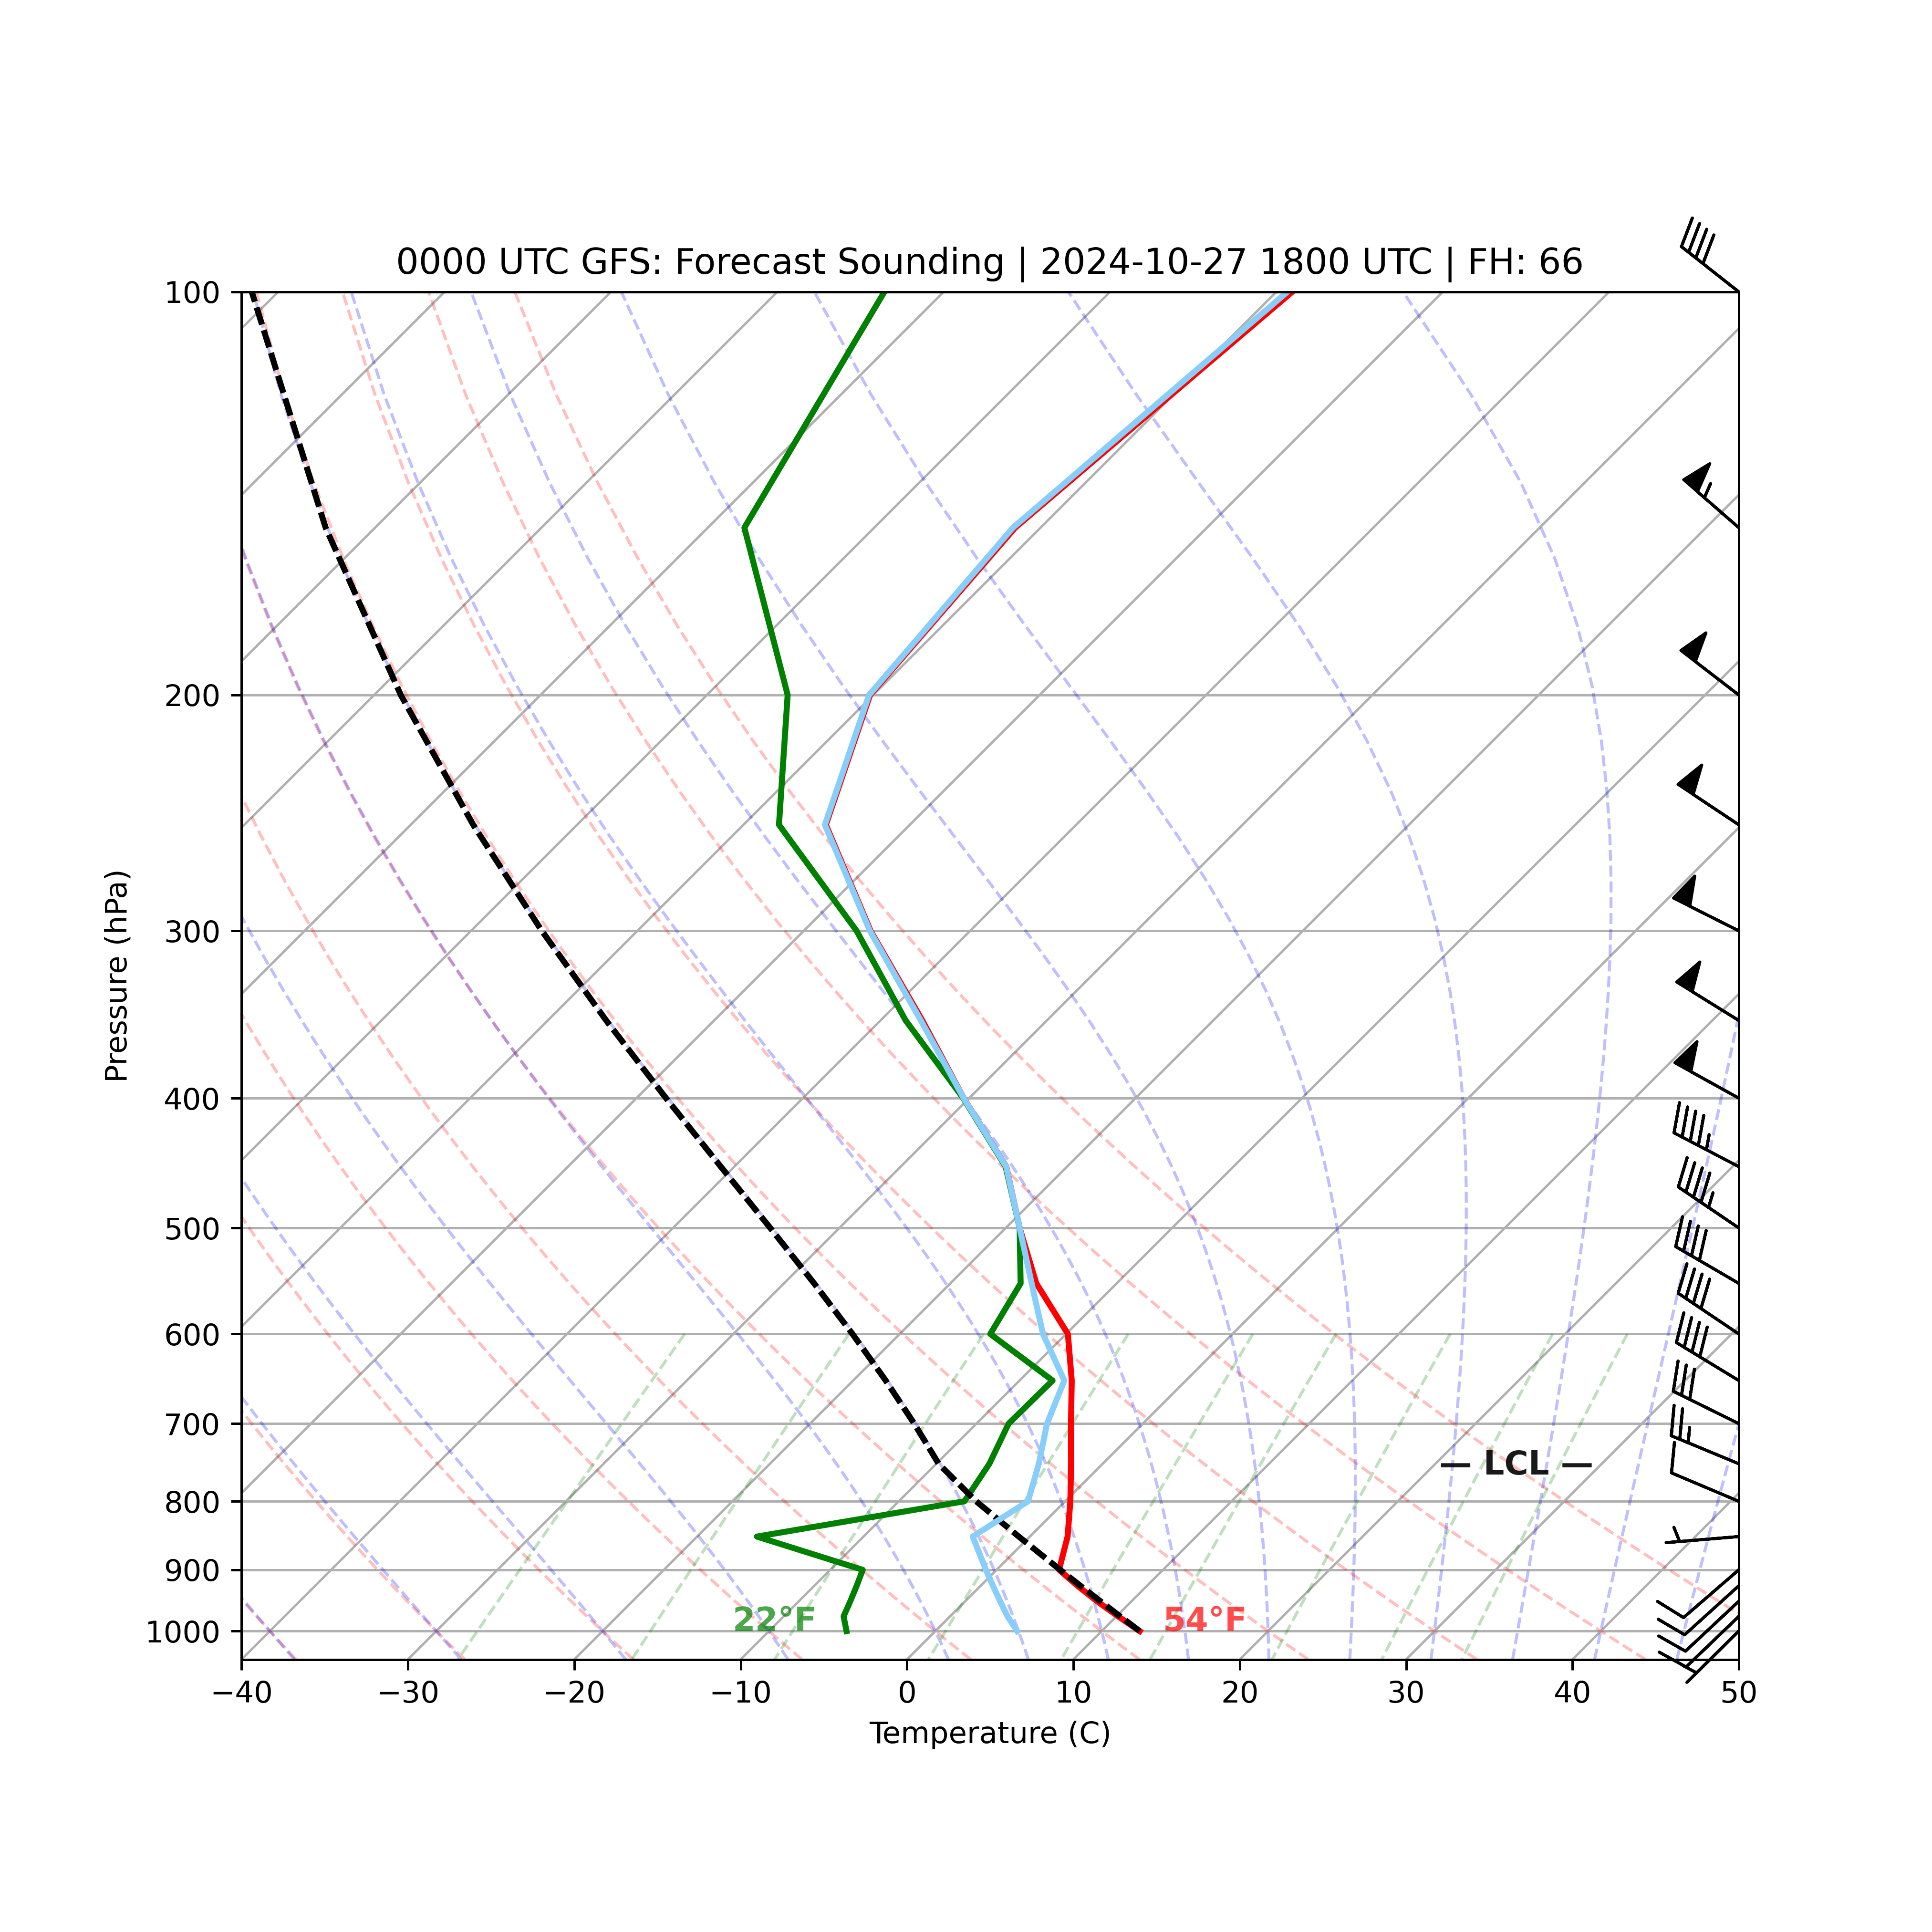 0000 UTC GFS: Forecast Sounding | 2024-10-27 1800 UTC | FH: 66
100
200
300
400
500
600
700
800
900
1000
Pressure (hPa)
— LCL —
22°F
54°F
−40 −30 −20 −10 0 10 20 30 40 50
Temperature (C)